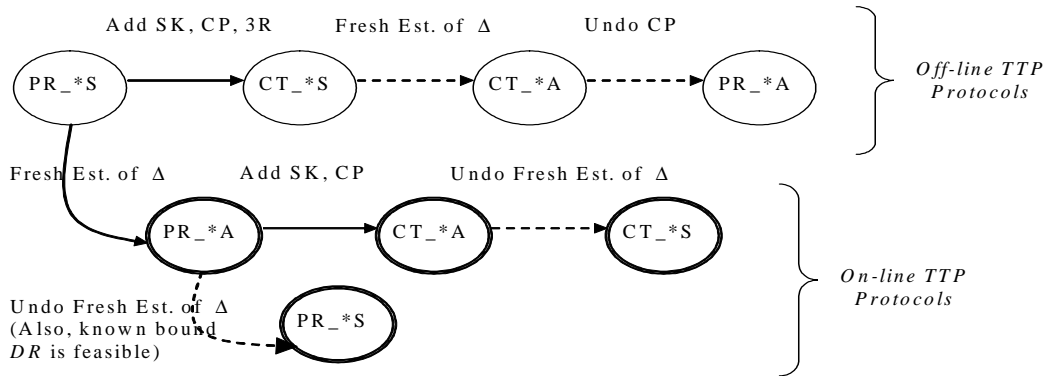 Add SK, CP, 3R
Fresh Est. of Δ
Undo CP
PR_*S
CT_*S
CT_*A
PR_*A
Off-line TTP
Protocols
Fresh Est. of Δ
Add SK, CP
Undo Fresh Est. of Δ
PR_*A
CT_*A
CT_*S
On-line TTP
Protocols
Undo Fresh Est. of Δ
(Also, known bound
DR is feasible)
PR_*S